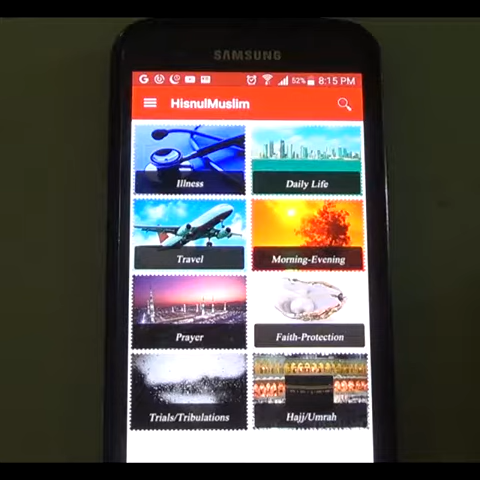 SAMSUNG
G 52% 8:15 PM
HisnulMuslim
Illness Daily Life
Travel Morning-Evening
Prayer Faith-Protection
Trials/Tribulations Hajj/Umrah